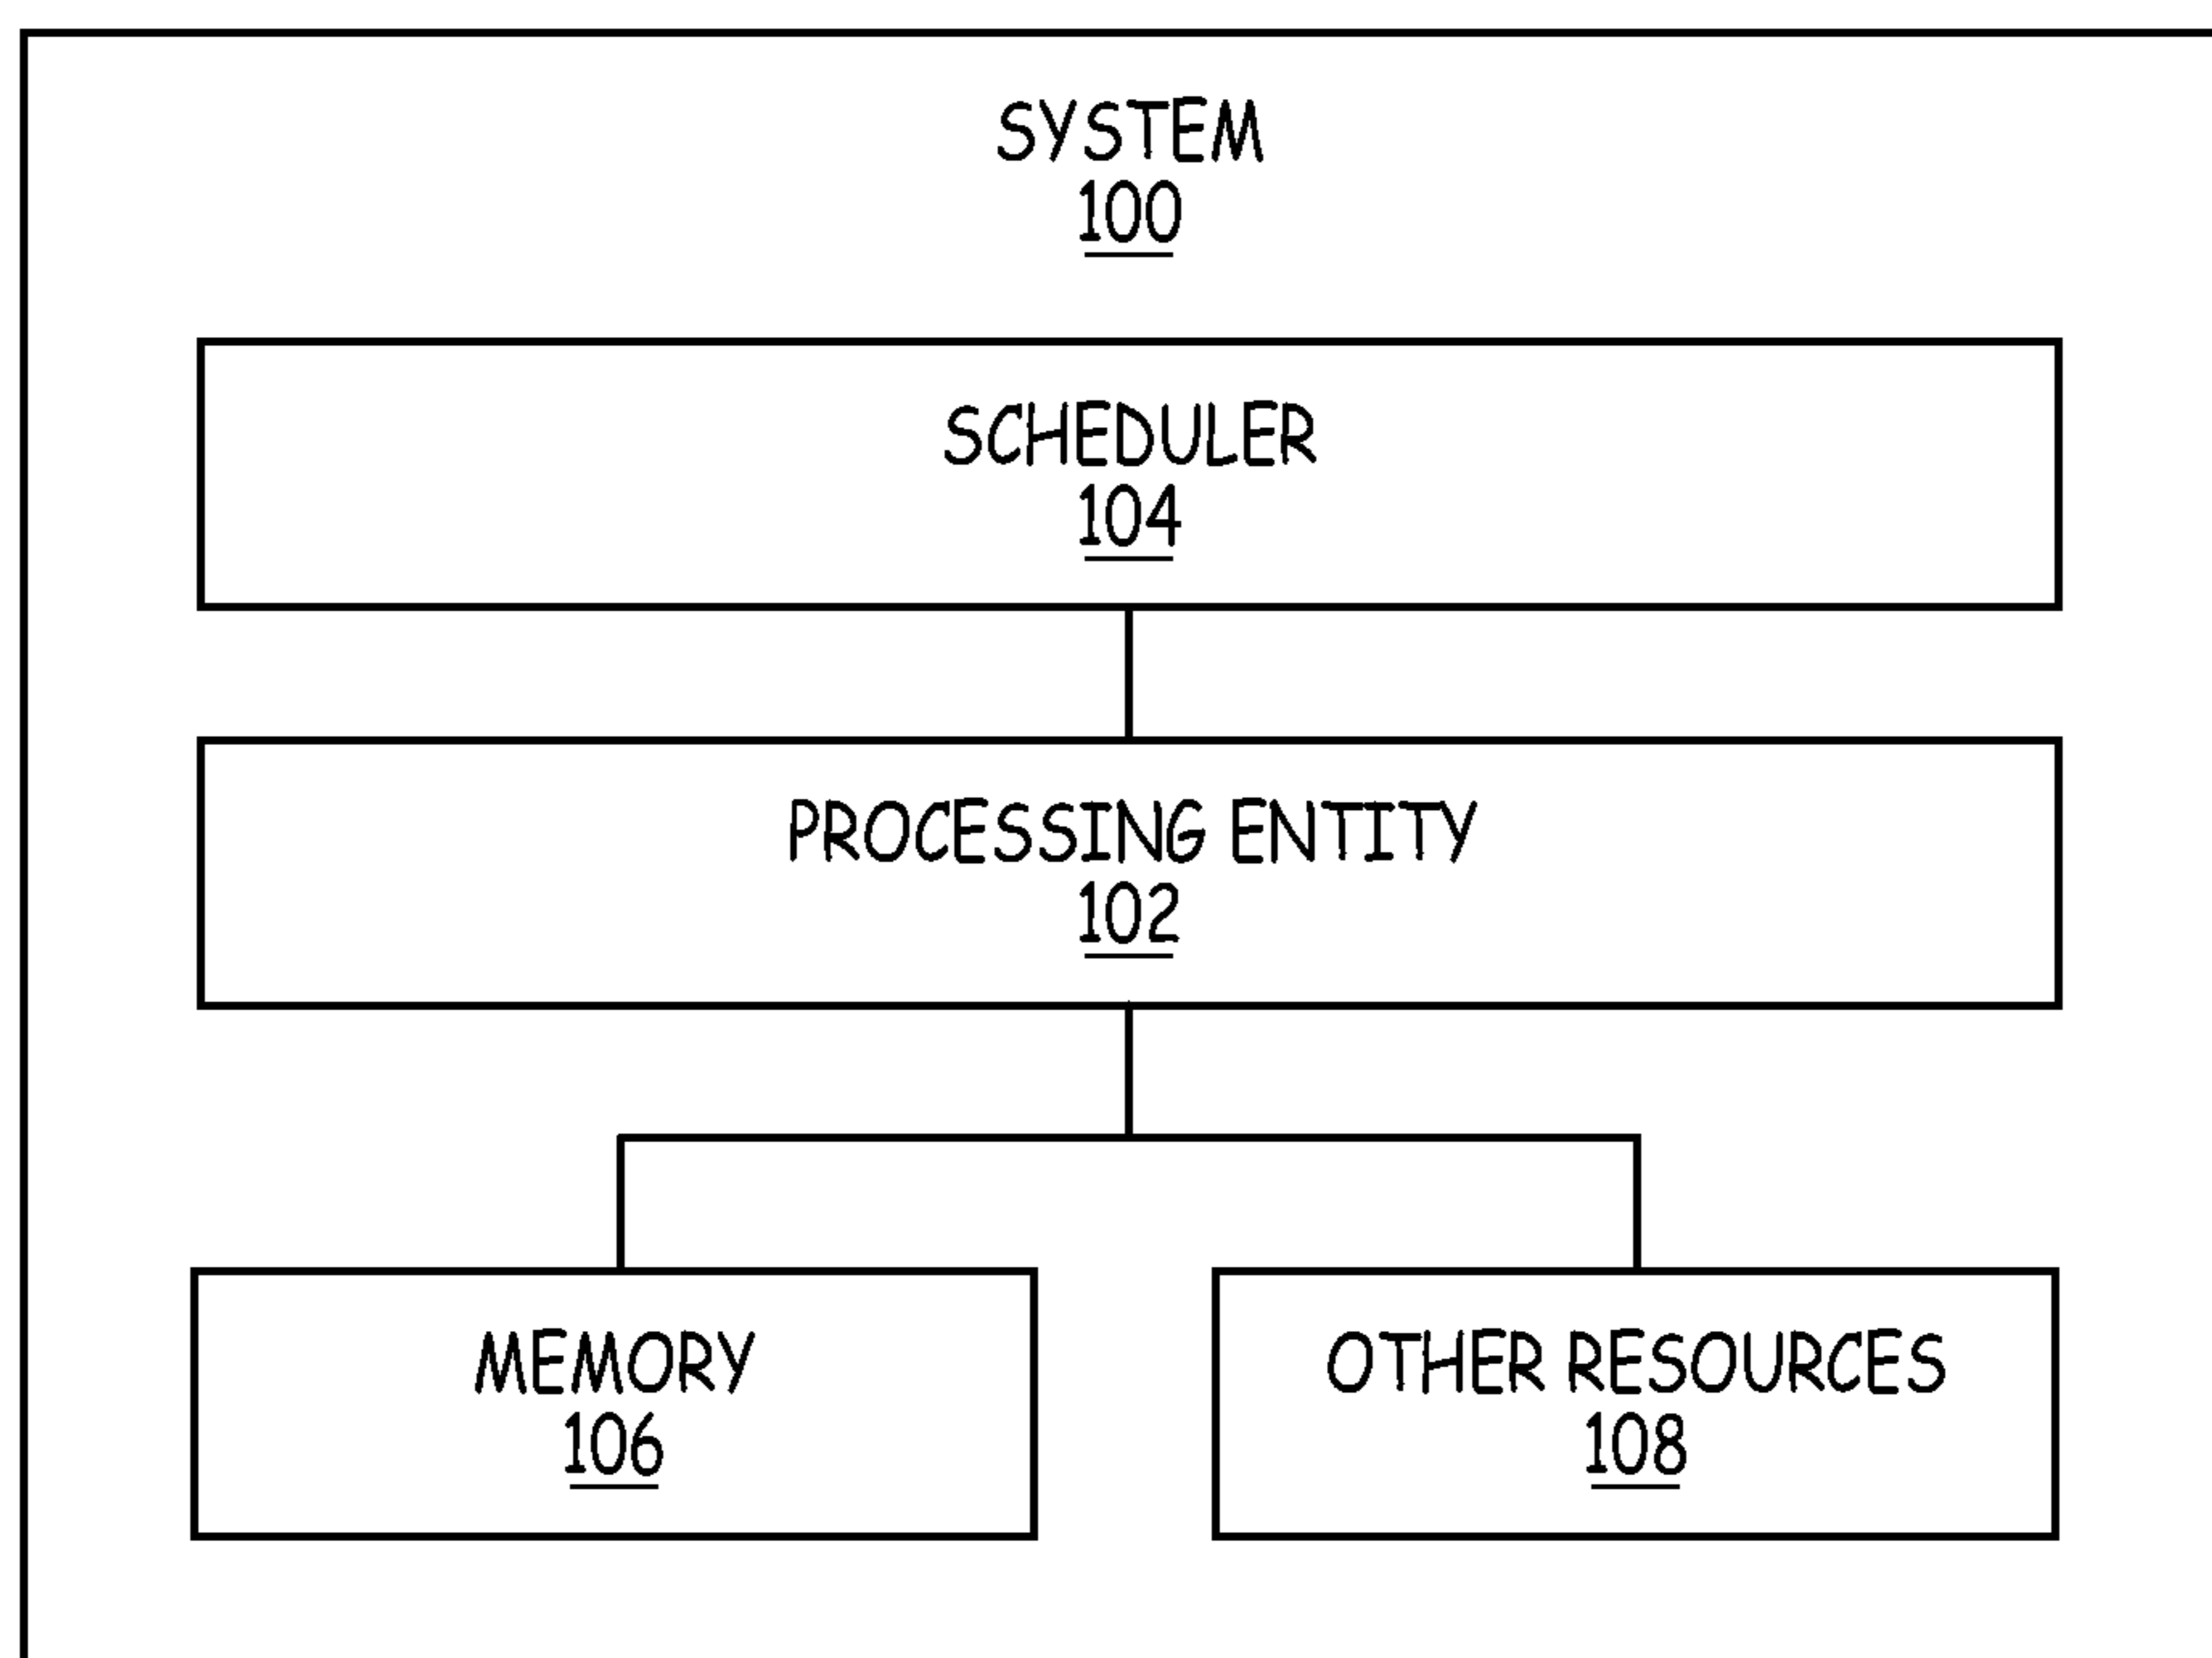 SYSTEM
100
SCHEDULER
104
PROCESSING ENTITY
102
MEMORY
106
OTHER RESOURCES
108